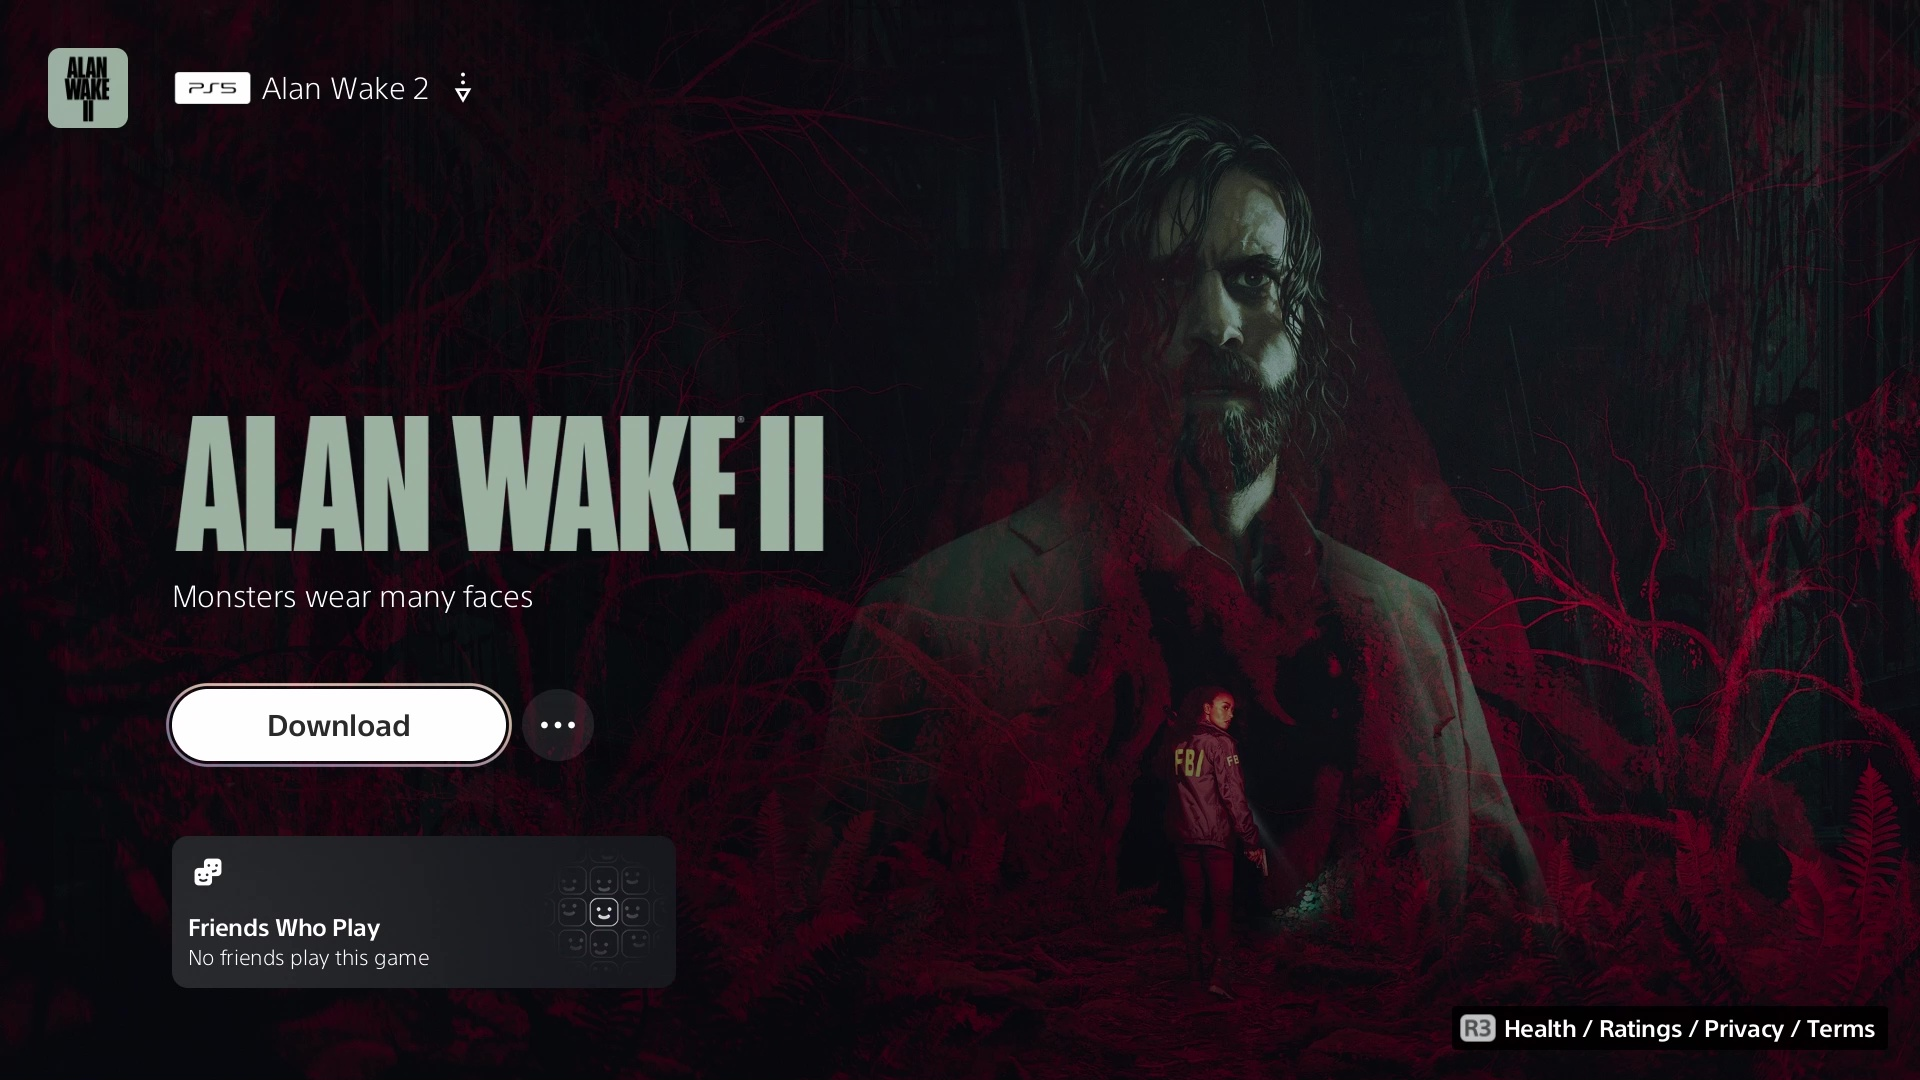 ALAN
WAKE
II
PS5 Alan Wake 2
ALAN WAKE® II
Monsters wear many faces
Download
FBI
FB
Friends Who Play
No friends play this game
R3 Health / Ratings / Privacy / Terms